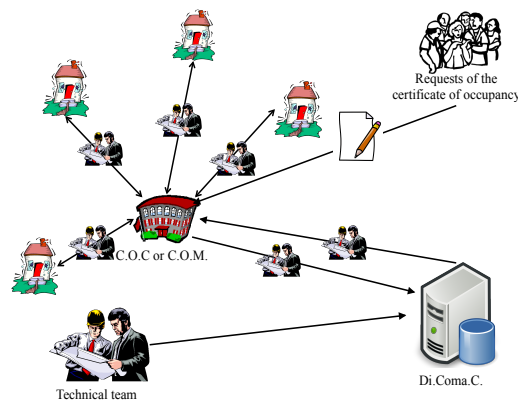 Requests of the
certificate of occupancy
C.O.C or C.O.M.
Di.Coma.C.
Technical team